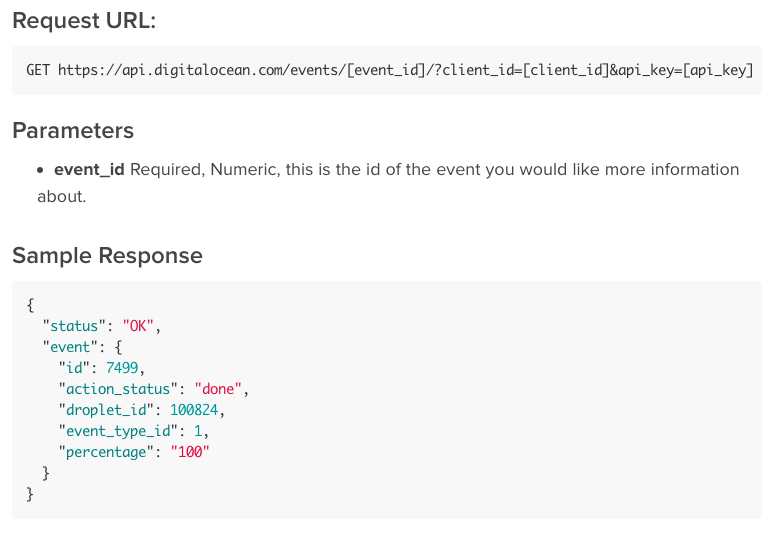 Request URL:
GET https://api.digitalocean.com/events/[event_id]/?client_id=[client_id]&api_key=[api_key]
Parameters
• event_id Required, Numeric, this is the id of the event you would like more information
about.
Sample Response
{
  "status": "OK",
  "event": {
    "id": 7499,
    "action_status": "done",
    "droplet_id": 100824,
    "event_type_id": 1,
    "percentage": "100"
  }
}